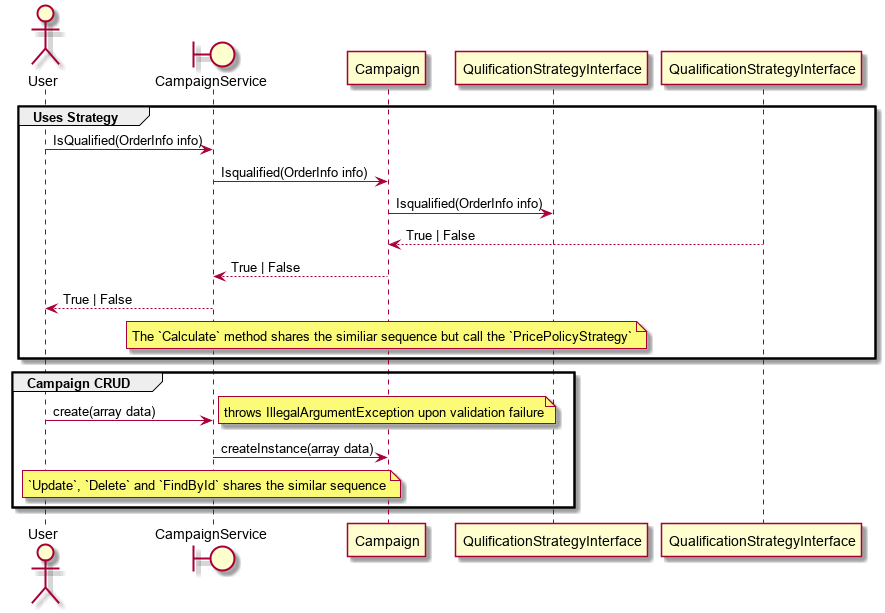 User
CampaignService
Campaign
QulificationStrategyInterface
QualificationStrategyInterface
Uses Strategy
IsQualified(OrderInfo info)
Isqualified(OrderInfo info)
Isqualified(OrderInfo info)
True | False
True | False
True | False
The `Calculate` method shares the similiar sequence but call the `PricePolicyStrategy`
Campaign CRUD
create(array data)
throws IllegalArgumentException upon validation failure
createInstance(array data)
`Update`, `Delete` and `FindById` shares the similar sequence
User
CampaignService
Campaign
QulificationStrategyInterface
QualificationStrategyInterface